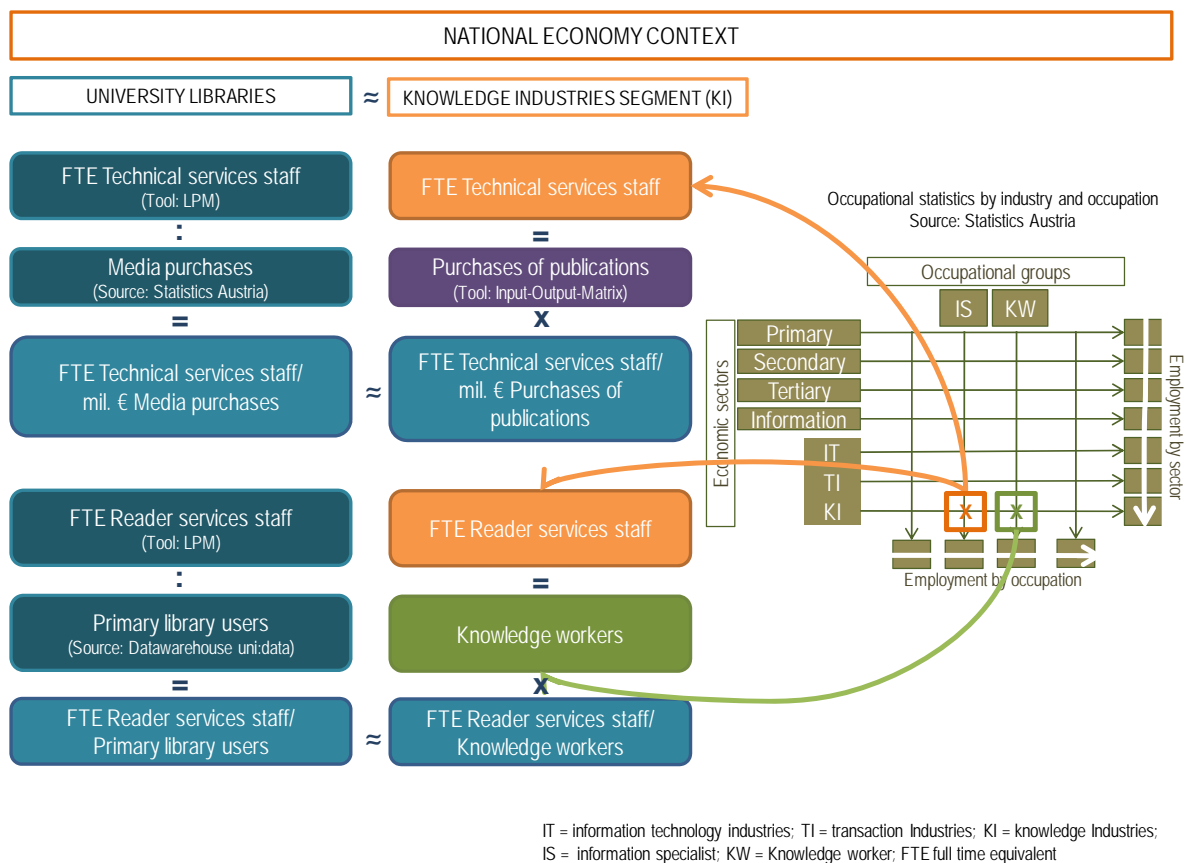 NATIONAL ECONOMY CONTEXT
UNIVERSITY LIBRARIES
≈
KNOWLEDGE INDUSTRIES SEGMENT (KI)
FTE Technical services staff
(Tool: LPM)
:
Media purchases
(Source: Statistics Austria)
=
FTE Technical services staff/
mil. € Media purchases
≈
FTE Technical services staff
=
Purchases of publications
(Tool: Input-Output-Matrix)
x
FTE Technical services staff/
mil. € Purchases of
publications
FTE Reader services staff
(Tool: LPM)
:
Primary library users
(Source: Datawarehouse uni:data)
=
FTE Reader services staff/
Primary library users
≈
FTE Reader services staff
=
Knowledge workers
x
FTE Reader services staff/
Knowledge workers
Occupational statistics by industry and occupation
Source: Statistics Austria
Occupational groups
IS
KW
Economic sectors
Primary
Secondary
Tertiary
Information
IT
TI
KI
x
x
Employment by sector
Employment by occupation
IT = information technology industries; TI = transaction Industries; KI = knowledge Industries;
IS = information specialist; KW = Knowledge worker; FTE full time equivalent